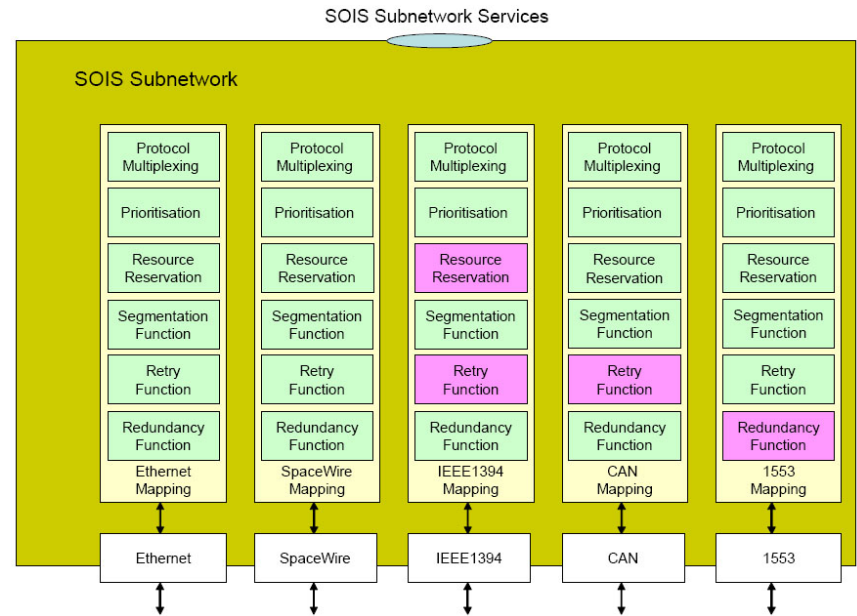 SOIS Subnetwork Services
SOIS Subnetwork
Protocol
Multiplexing
Prioritisation
Resource
Reservation
Segmentation
Function
Retry
Function
Redundancy
Function
Ethernet
Mapping
Ethernet
Protocol
Multiplexing
Prioritisation
Resource
Reservation
Segmentation
Function
Retry
Function
Redundancy
Function
SpaceWire
Mapping
SpaceWire
Protocol
Multiplexing
Prioritisation
Resource
Reservation
Segmentation
Function
Retry
Function
Redundancy
Function
IEEE1394
Mapping
IEEE1394
Protocol
Multiplexing
Prioritisation
Resource
Reservation
Segmentation
Function
Retry
Function
Redundancy
Function
CAN
Mapping
CAN
Protocol
Multiplexing
Prioritisation
Resource
Reservation
Segmentation
Function
Retry
Function
Redundancy
Function
1553
Mapping
1553